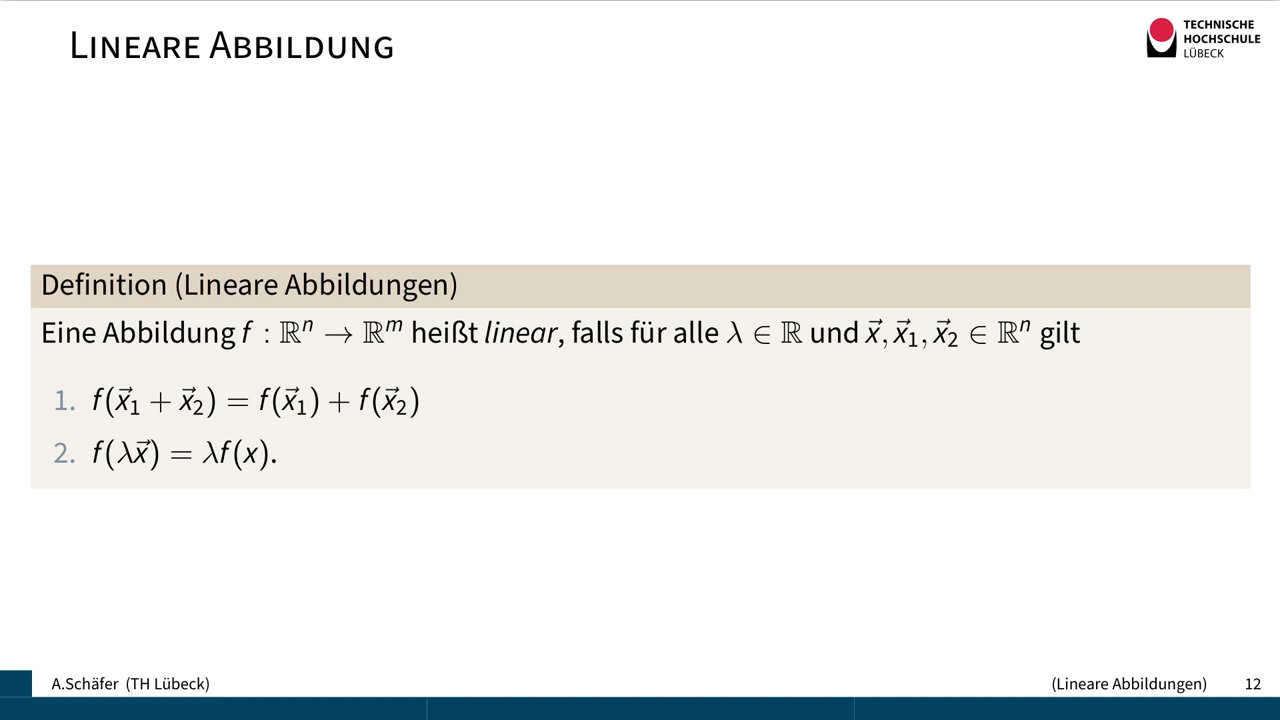 LINEARE ABBILDUNG
TECHNISCHE
HOCHSCHULE
LÜBECK
Definition (Lineare Abbildungen)
Eine Abbildung f : ℝⁿ → ℝᵐ heißt linear, falls für alle λ ∈ ℝ und x⃗, x⃗₁, x⃗₂ ∈ ℝⁿ gilt
1. f(x⃗₁ + x⃗₂) = f(x⃗₁) + f(x⃗₂)
2. f(λx⃗) = λf(x).
A.Schäfer (TH Lübeck) (Lineare Abbildungen) 12